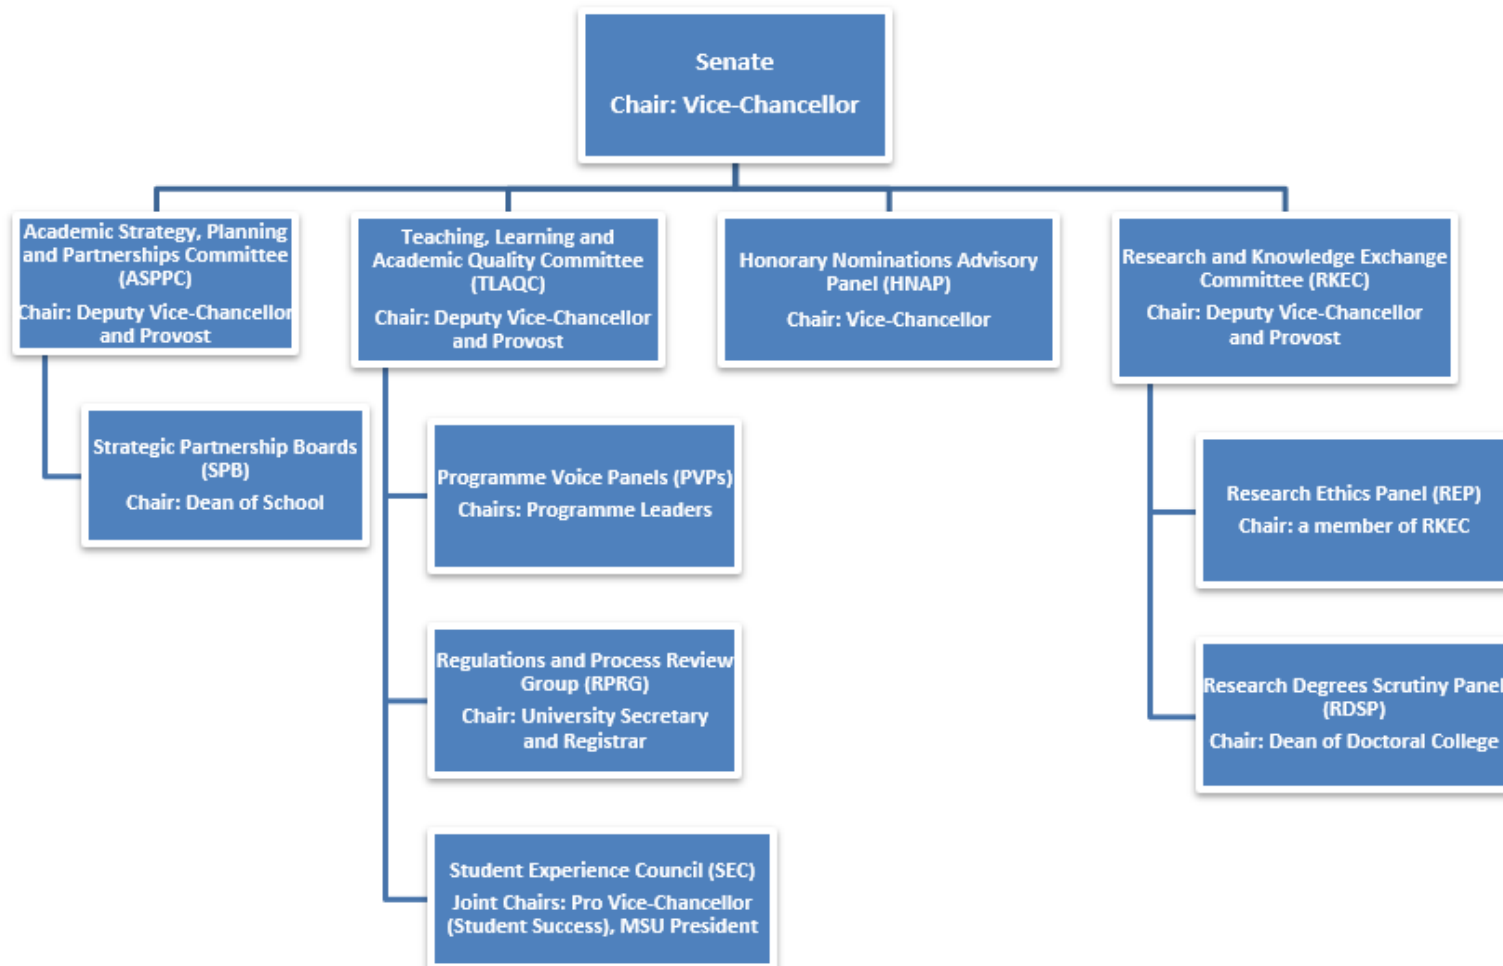 Senate
Chair: Vice-Chancellor
Academic Strategy, Planning
and Partnerships Committee
(ASPPC)
Chair: Deputy Vice-Chancellor
and Provost
Teaching, Learning and
Academic Quality Committee
(TLAQC)
Chair: Deputy Vice-Chancellor
and Provost
Honorary Nominations Advisory
Panel (HNAP)
Chair: Vice-Chancellor
Research and Knowledge Exchange
Committee (RKEC)
Chair: Deputy Vice-Chancellor
and Provost
Strategic Partnership Boards
(SPB)
Chair: Dean of School
Programme Voice Panels (PVPs)
Chairs: Programme Leaders
Regulations and Process Review
Group (RPRG)
Chair: University Secretary
and Registrar
Student Experience Council (SEC)
Joint Chairs: Pro Vice-Chancellor
(Student Success), MSU President
Research Ethics Panel (REP)
Chair: a member of RKEC
Research Degrees Scrutiny Panel
(RDSP)
Chair: Dean of Doctoral College